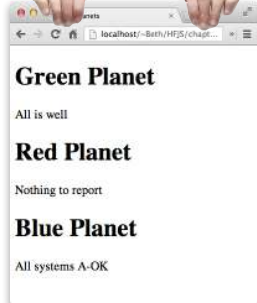 anets
localhost/~Beth/HFJS/chapt...
Green Planet
All is well
Red Planet
Nothing to report
Blue Planet
All systems A-OK